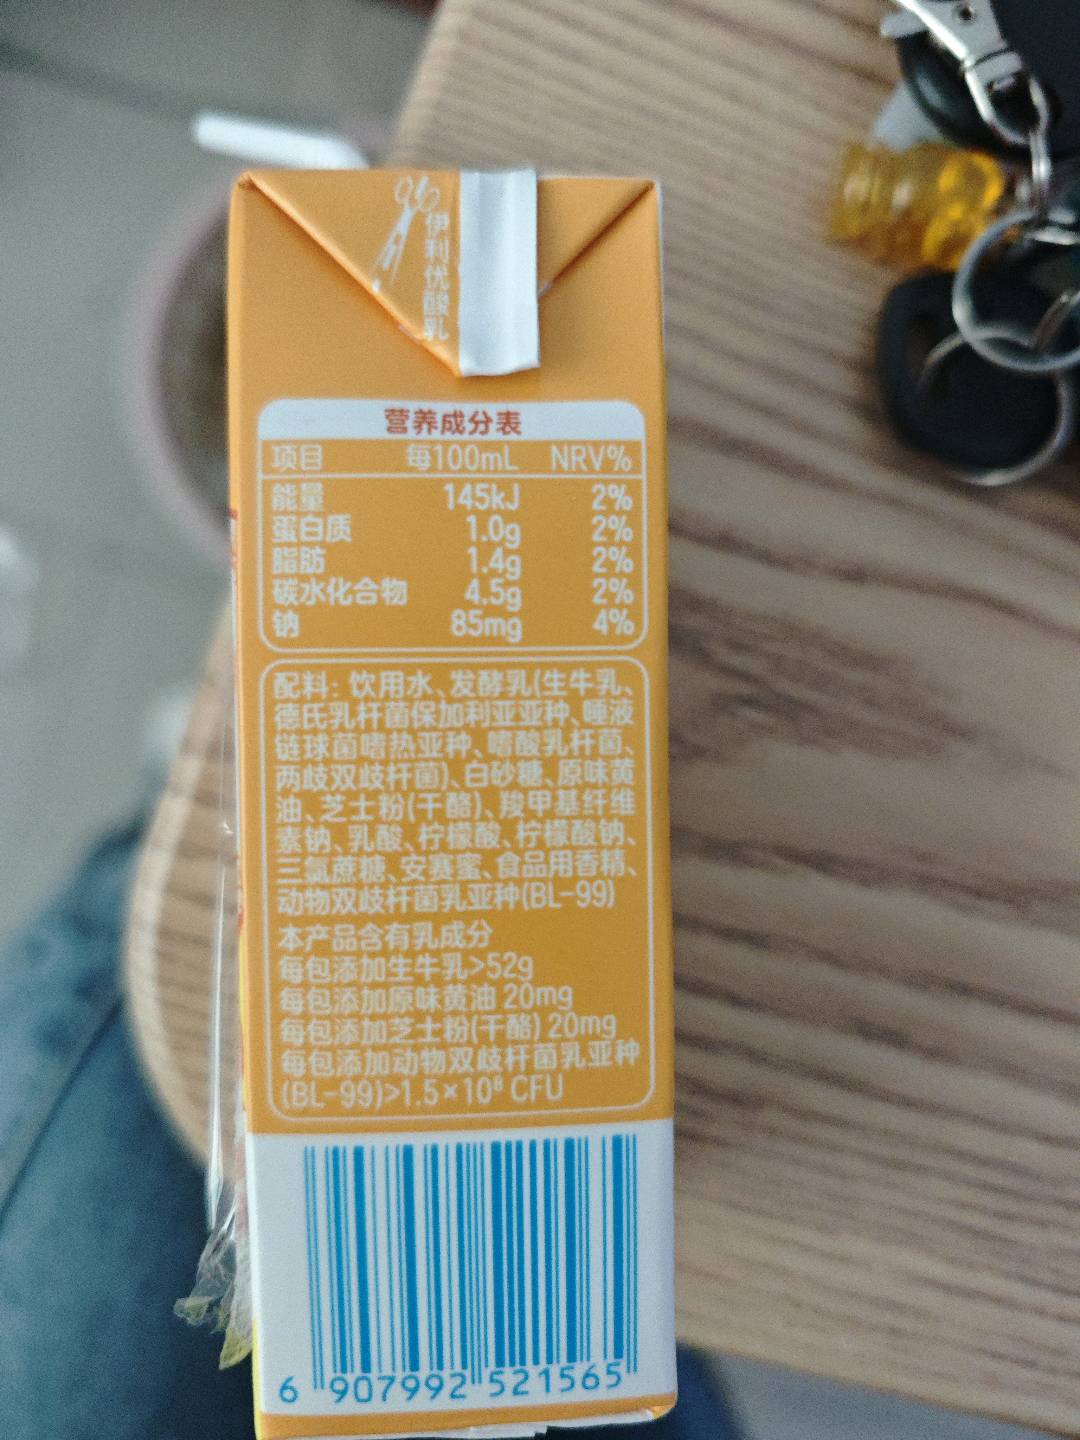 伊利优酸乳
营养成分表
项目 每100mL NRV%
能量 145kJ 2%
蛋白质 1.0g 2%
脂肪 1.4g 2%
碳水化合物 4.5g 2%
钠 85mg 4%
配料: 饮用水、发酵乳(生牛乳、
德氏乳杆菌保加利亚亚种、唾液
链球菌嗜热亚种、嗜酸乳杆菌、
两歧双歧杆菌)、白砂糖、原味黄
油、芝士粉(干酪)、羧甲基纤维
素钠、乳酸、柠檬酸、柠檬酸钠、
三氯蔗糖、安赛蜜、食品用香精、
动物双歧杆菌乳亚种(BL-99)
本产品含有乳成分
每包添加生牛乳>52g
每包添加原味黄油 20mg
每包添加芝士粉(干酪) 20mg
每包添加动物双歧杆菌乳亚种
(BL-99)>1.5×10⁸ CFU
6 907992 521565